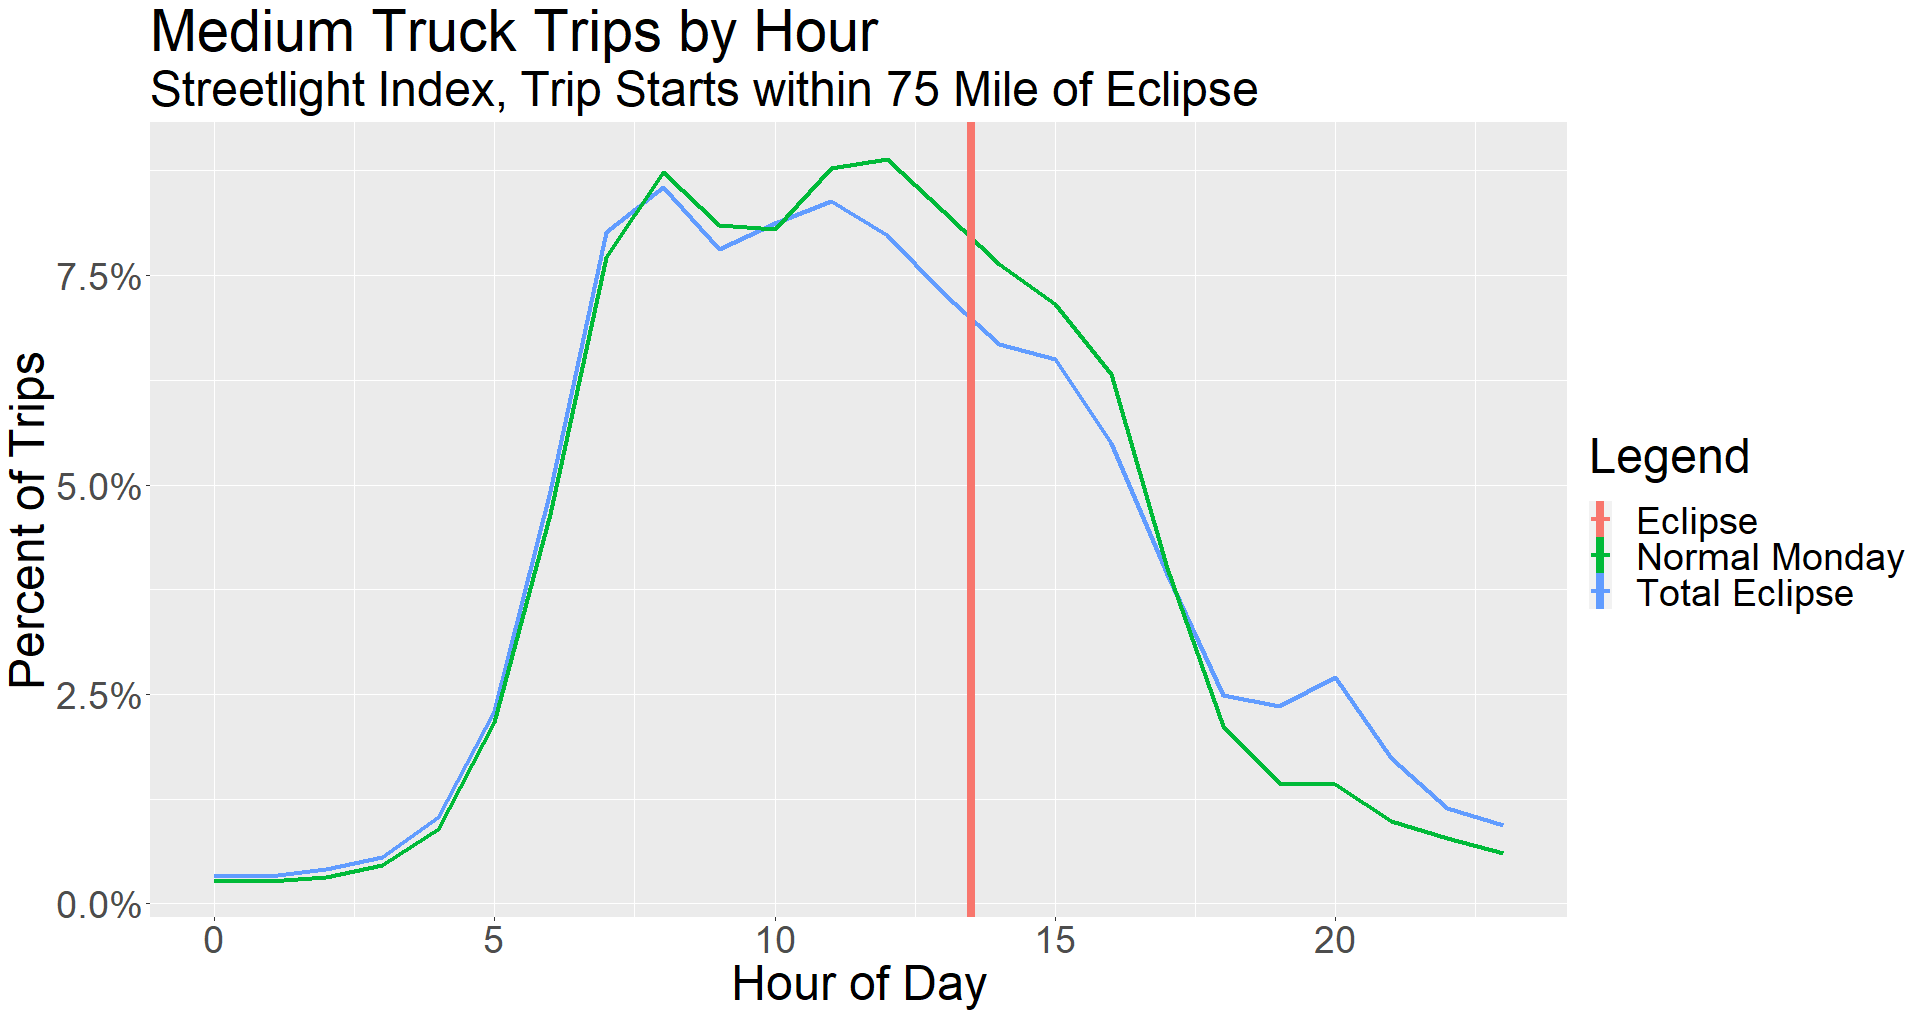 Medium Truck Trips by Hour
Streetlight Index, Trip Starts within 75 Mile of Eclipse
Percent of Trips
7.5%
5.0%
2.5%
0.0%
0 5 10 15 20
Hour of Day
Legend
Eclipse
Normal Monday
Total Eclipse